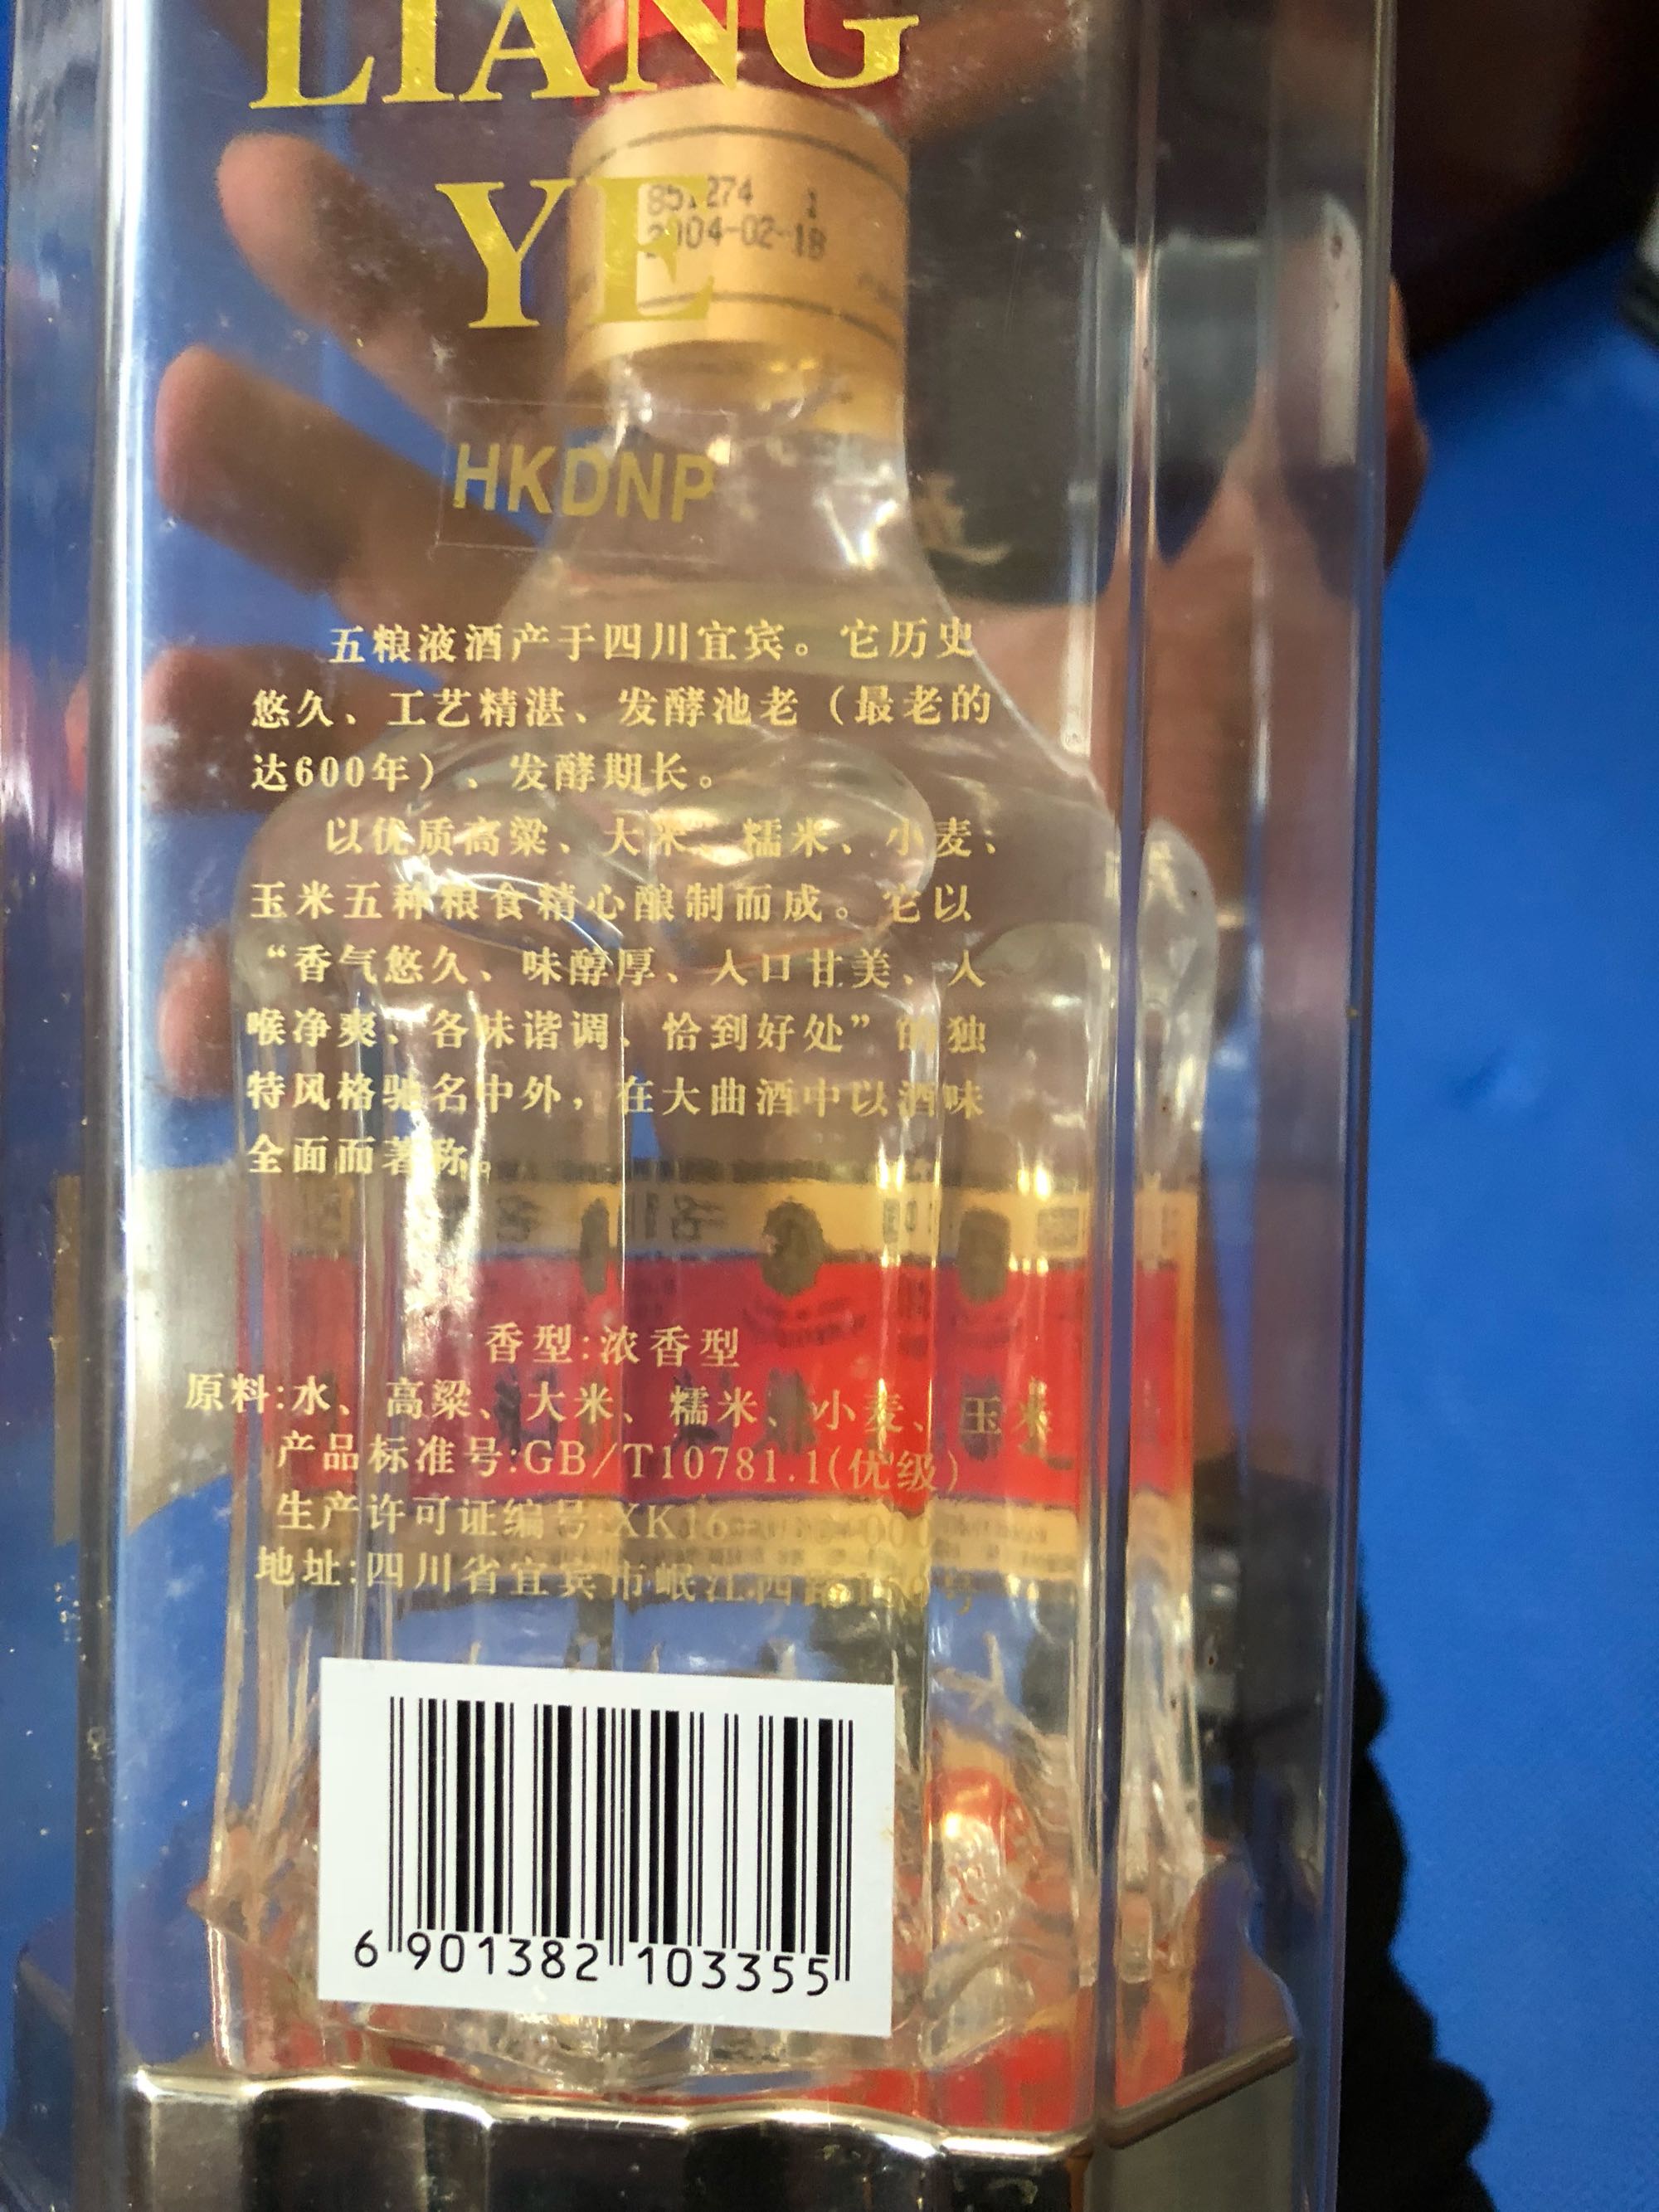 LIANG
YE
HKDNP
五粮液酒产于四川宜宾。它历史
悠久、工艺精湛、发酵池老（最老的
达600年）、发酵期长。
以优质高粱、大米、糯米、小麦、
玉米五种粮食精心酿制而成。它以
“香气悠久、味醇厚、入口甘美、入
喉净爽、各味谐调、恰到好处”的独
特风格驰名中外，在大曲酒中以酒味
全面而著称。
香型:浓香型
原料:水、高粱、大米、糯米、小麦、玉米
产品标准号:GB/T10781.1(优级)
生产许可证编号:XK16
地址:四川省宜宾市岷江西路150号
6 901382 103355